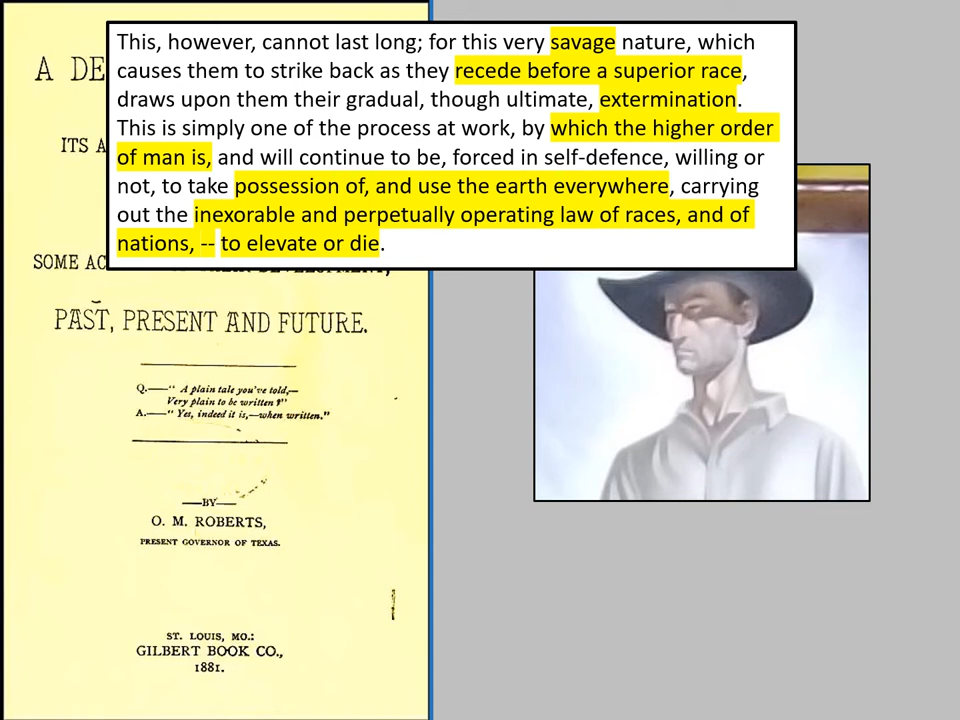 This, however, cannot last long; for this very savage nature, which
causes them to strike back as they recede before a superior race,
draws upon them their gradual, though ultimate, extermination.
This is simply one of the process at work, by which the higher order
of man is, and will continue to be, forced in self-defence, willing or
not, to take possession of, and use the earth everywhere, carrying
out the inexorable and perpetually operating law of races, and of
nations, -- to elevate or die.
A DE
ITS A
SOME AC
PAST, PRESENT AND FUTURE.
Q.—" A plain tale you've told,—
Very plain to be written ?"
A.—" Yes, indeed it is,—when written."
—BY—
O. M. ROBERTS,
PRESENT GOVERNOR OF TEXAS.
ST. LOUIS, MO.:
GILBERT BOOK CO.,
1881.